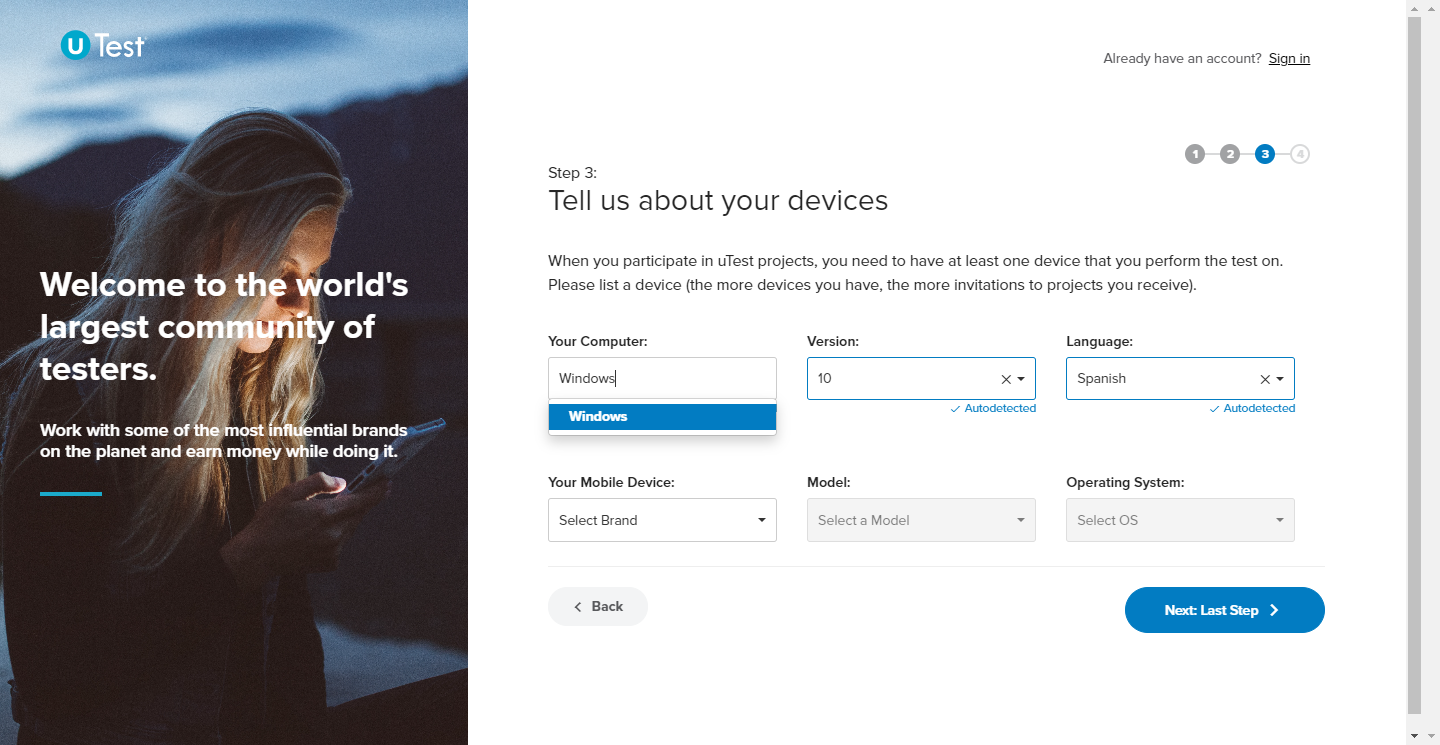 uTest
Already have an account? Sign in
1 2 3 4
Step 3:
Tell us about your devices
Welcome to the world's
largest community of
testers.
Work with some of the most influential brands
on the planet and earn money while doing it.
When you participate in uTest projects, you need to have at least one device that you perform the test on.
Please list a device (the more devices you have, the more invitations to projects you receive).
Your Computer: Version: Language:
Windows 10 Spanish
Autodetected Autodetected
Windows
Your Mobile Device: Model: Operating System:
Select Brand Select a Model Select OS
Back Next: Last Step